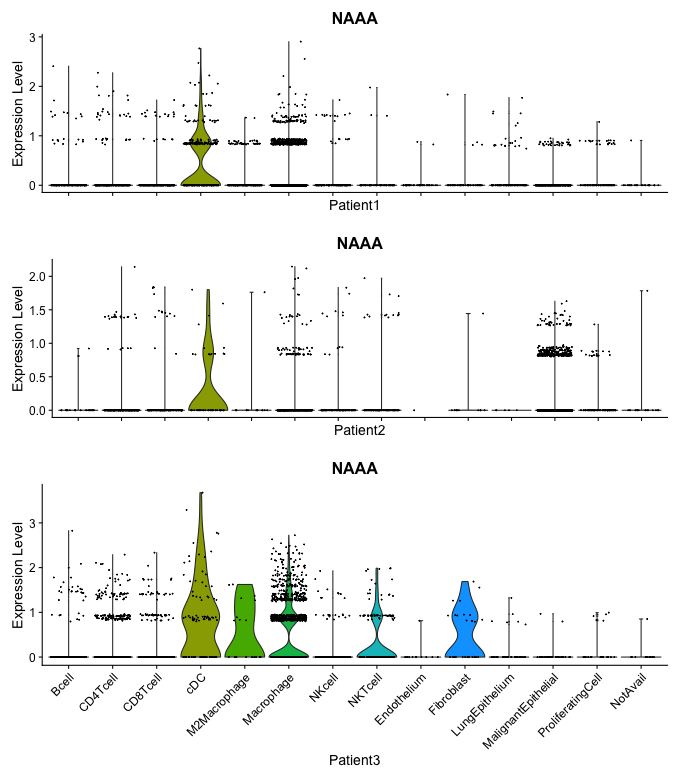 NAAA
Expression Level
3
2
1
0
Patient1
NAAA
Expression Level
2.0
1.5
1.0
0.5
0.0
Patient2
NAAA
Expression Level
3
2
1
0
Bcell
CD4Tcell
CD8Tcell
cDC
M2Macrophage
Macrophage
NKcell
NKTcell
Endothelium
Fibroblast
LungEpithelium
MalignantEpithelial
ProliferatingCell
NotAvail
Patient3